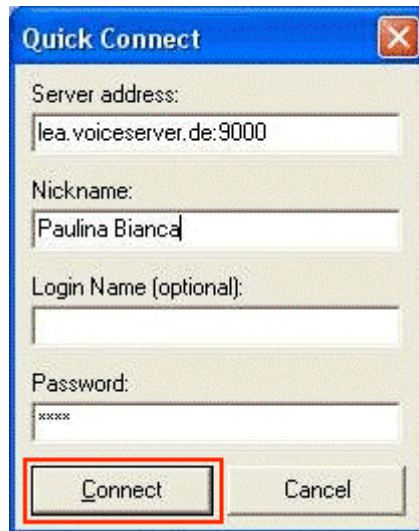 Quick Connect
Server address:
lea.voiceserver.de:9000
Nickname:
Paulina Bianca
Login Name (optional):
Password:
****
Connect
Cancel